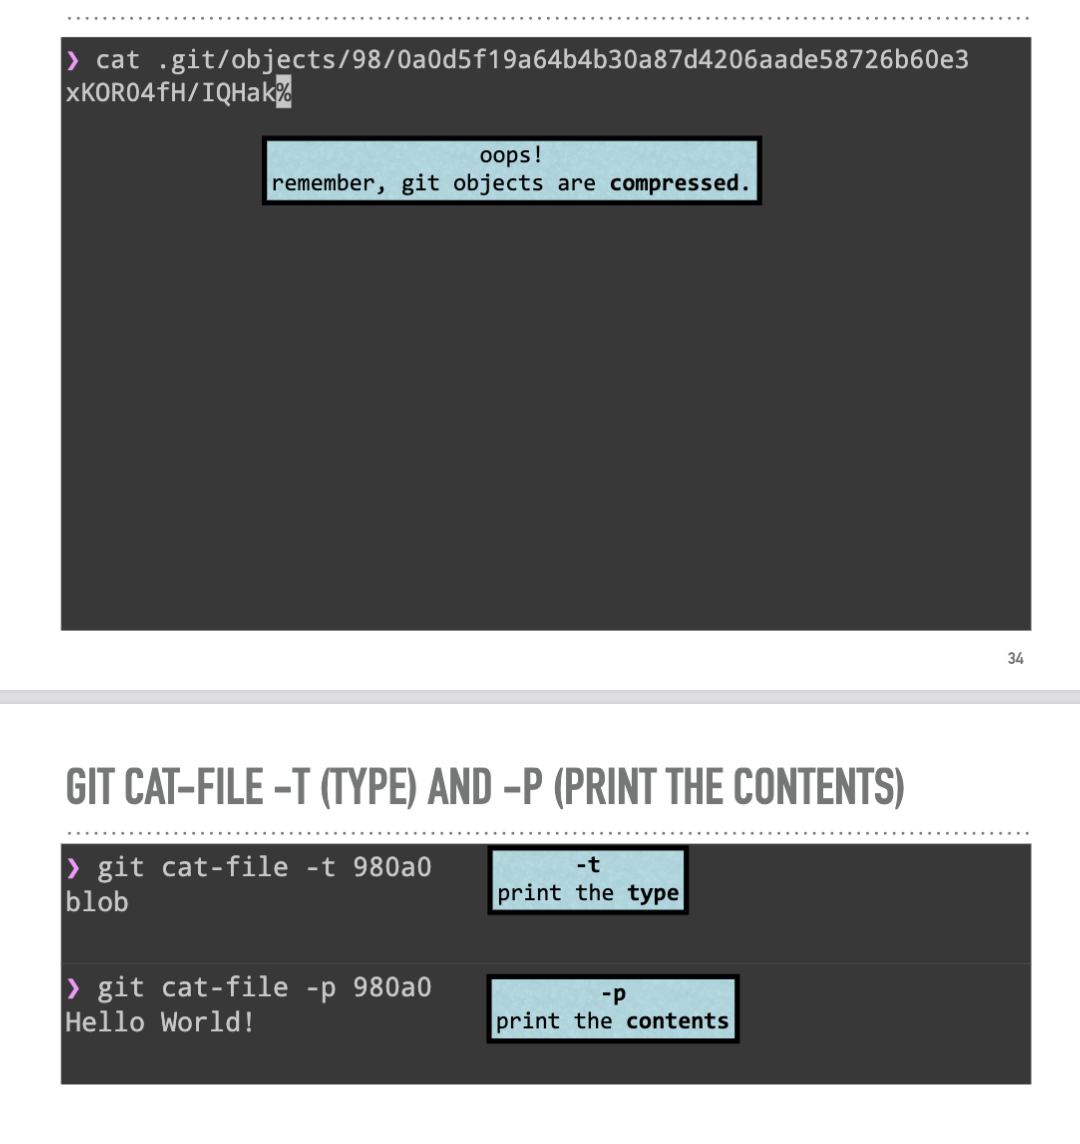 ❯ cat .git/objects/98/0a0d5f19a64b4b30a87d4206aade58726b60e3
xKOR04fH/IQHak%
oops!
remember, git objects are compressed.
34
GIT CAT-FILE -T (TYPE) AND -P (PRINT THE CONTENTS)
❯ git cat-file -t 980a0
blob
-t
print the type
❯ git cat-file -p 980a0
Hello World!
-p
print the contents